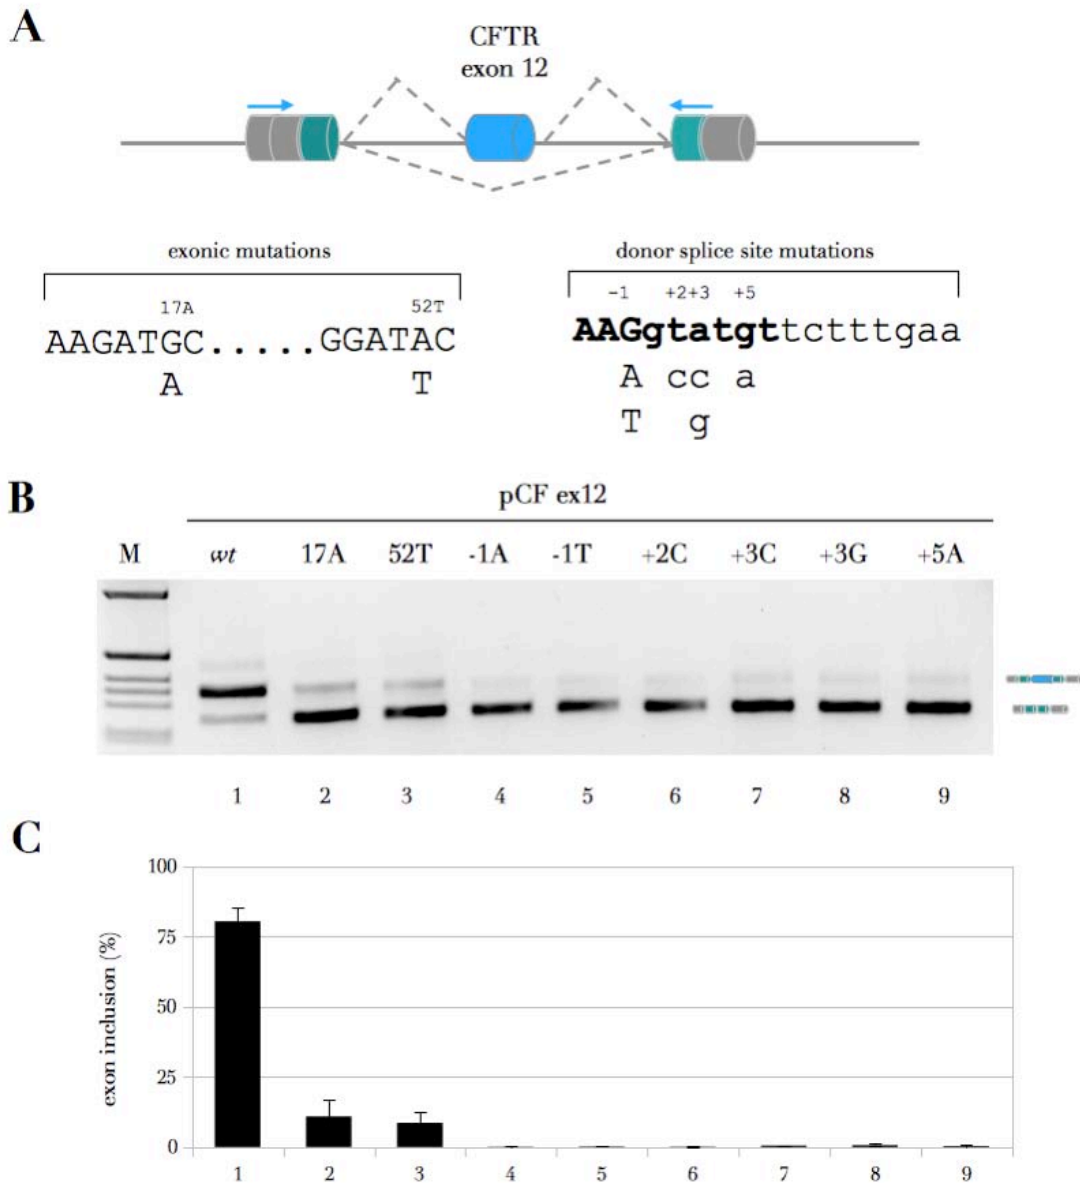 A
CFTR
exon 12
exonic mutations
donor splice site mutations
17A 52T
-1 +2+3 +5
AAGATGC.....GGATAC
AAGgtatgttctttgaa
A T
A cc a
T g
B
pCF ex12
M wt 17A 52T -1A -1T +2C +3C +3G +5A
1 2 3 4 5 6 7 8 9
C
exon inclusion (%)
100
75
50
25
0
1 2 3 4 5 6 7 8 9